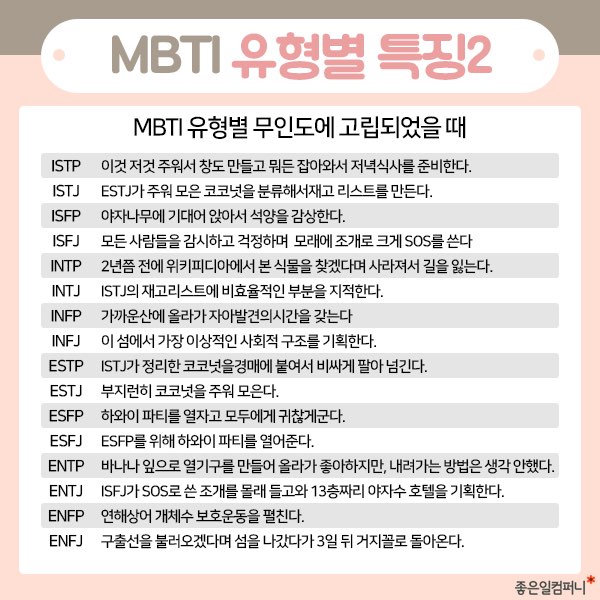 MBTI 유형별 특징2
MBTI 유형별 무인도에 고립되었을 때
ISTP 이것 저것 주워서 창도 만들고 뭐든 잡아와서 저녁식사를 준비한다.
ISTJ ESTJ가 주워 모은 코코넛을 분류해서재고 리스트를 만든다.
ISFP 야자나무에 기대어 앉아서 석양을 감상한다.
ISFJ 모든 사람들을 감시하고 걱정하며 모래에 조개로 크게 SOS를 쓴다
INTP 2년쯤 전에 위키피디아에서 본 식물을 찾겠다며 사라져서 길을 잃는다.
INTJ ISTJ의 재고리스트에 비효율적인 부분을 지적한다.
INFP 가까운산에 올라가 자아발견의시간을 갖는다
INFJ 이 섬에서 가장 이상적인 사회적 구조를 기획한다.
ESTP ISTJ가 정리한 코코넛을경매에 붙여서 비싸게 팔아 넘긴다.
ESTJ 부지런히 코코넛을 주워 모은다.
ESFP 하와이 파티를 열자고 모두에게 귀찮게군다.
ESFJ ESFP를 위해 하와이 파티를 열어준다.
ENTP 바나나 잎으로 열기구를 만들어 올라가 좋아하지만, 내려가는 방법은 생각 안했다.
ENTJ ISFJ가 SOS로 쓴 조개를 몰래 들고와 13층짜리 야자수 호텔을 기획한다.
ENFP 연해상어 개체수 보호운동을 펼친다.
ENFJ 구출선을 불러오겠다며 섬을 나갔다가 3일 뒤 거지꼴로 돌아온다.
좋은일컴퍼니*